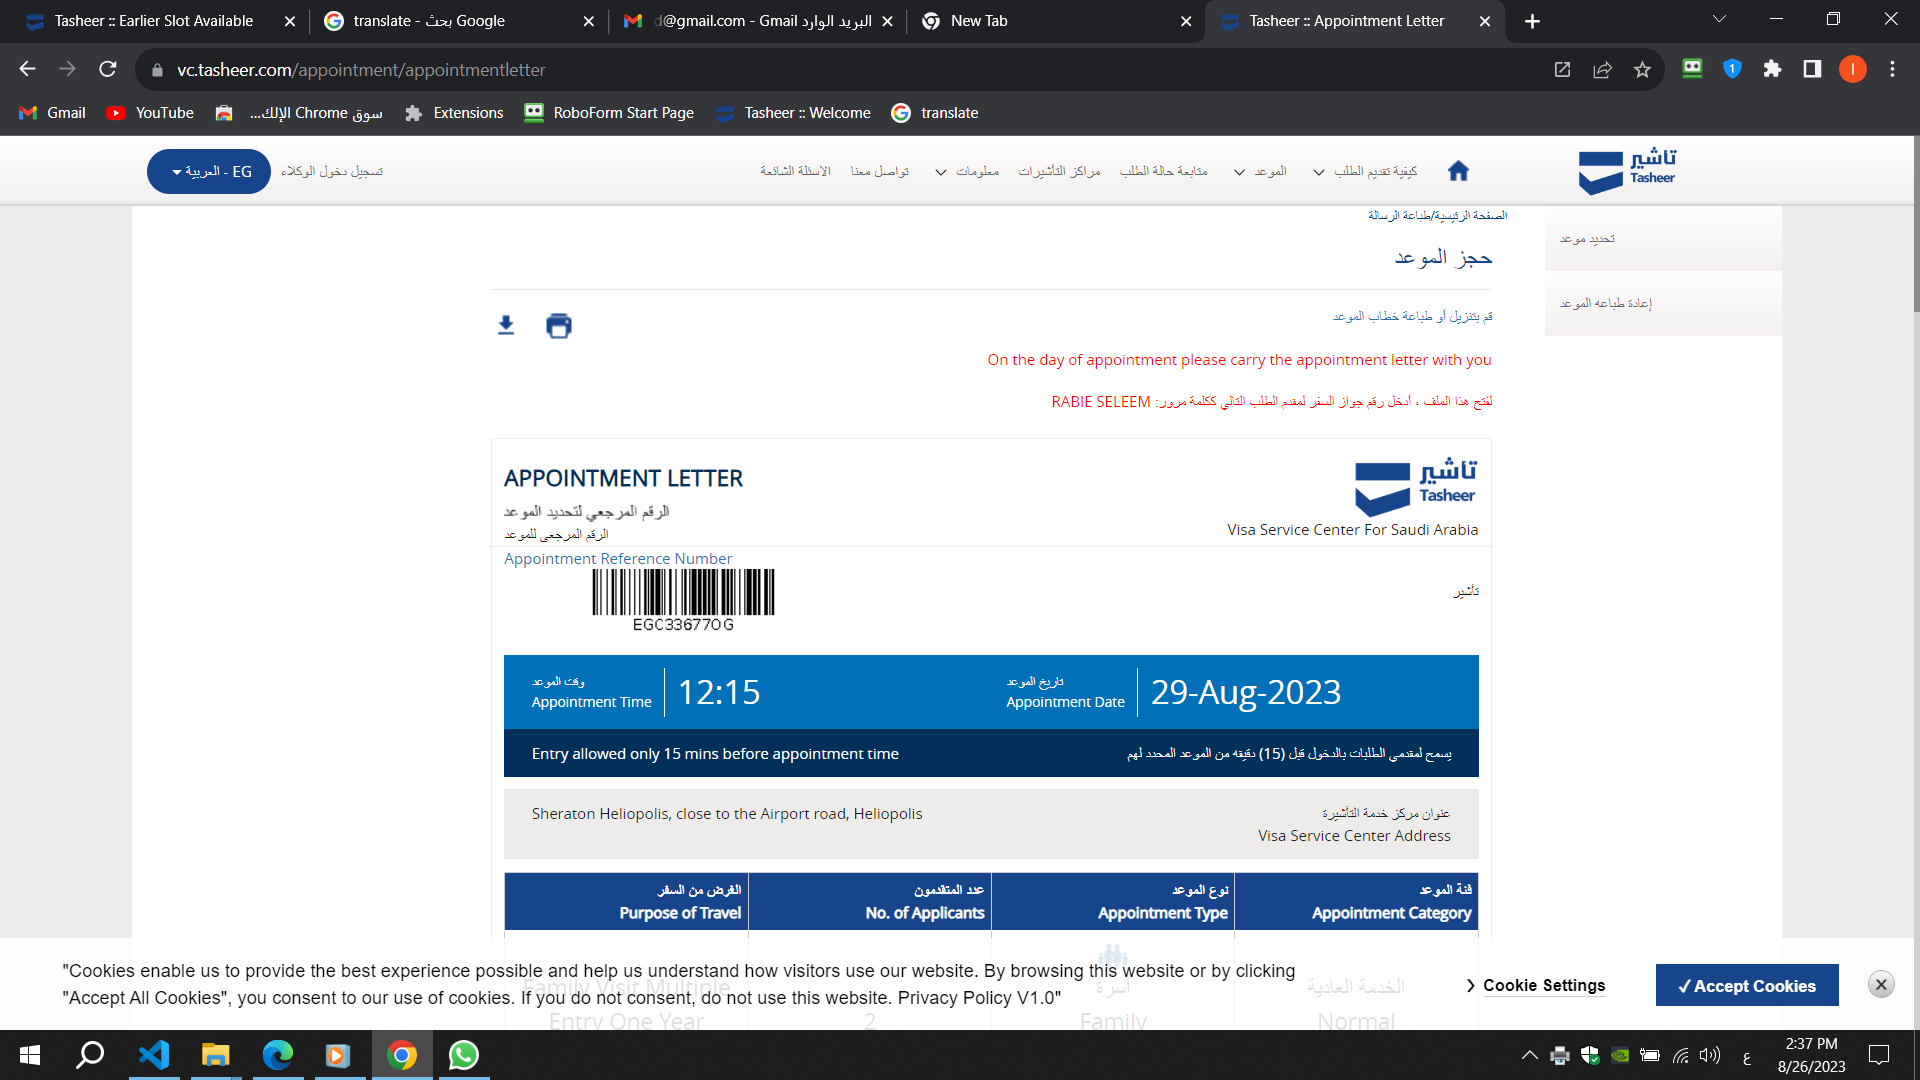 Tasheer :: Earlier Slot Available
translate - بحث Google
d@gmail.com - Gmail البريد الوارد
New Tab
Tasheer :: Appointment Letter
vc.tasheer.com/appointment/appointmentletter
Gmail
YouTube
سوق Chrome الإلك...
Extensions
RoboForm Start Page
Tasheer :: Welcome
translate
EG - العربية
تسجيل دخول الوكلاء
الاسئلة الشائعة
تواصل معنا
معلومات
مراكز التأشيرات
متابعة حالة الطلب
الموعد
كيفية تقديم الطلب
تأشير
Tasheer
الصفحة الرئيسية/طباعة الرسالة
تحديد موعد
إعادة طباعه الموعد
حجز الموعد
قم بتنزيل أو طباعة خطاب الموعد
On the day of appointment please carry the appointment letter with you
لفتح هذا الملف ، أدخل رقم جواز السفر لمقدم الطلب التالي ككلمة مرور: RABIE SELEEM
APPOINTMENT LETTER
الرقم المرجعي لتحديد الموعد
الرقم المرجعى للموعد
تأشير
Tasheer
Visa Service Center For Saudi Arabia
Appointment Reference Number
EGC33677OG
تأشير
وقت الموعد
Appointment Time
12:15
تاريخ الموعد
Appointment Date
29-Aug-2023
Entry allowed only 15 mins before appointment time
يسمح لمقدمي الطلبات بالدخول قبل (15) دقيقه من الموعد المحدد لهم
Sheraton Heliopolis, close to the Airport road, Heliopolis
عنوان مركز خدمة التأشيرة
Visa Service Center Address
الغرض من السفر
Purpose of Travel
عدد المتقدمون
No. of Applicants
نوع الموعد
Appointment Type
فئة الموعد
Appointment Category
Family Visit Multiple
Entry One Year
2
أسرة
Family
الخدمة العادية
Normal
"Cookies enable us to provide the best experience possible and help us understand how visitors use our website. By browsing this website or by clicking
"Accept All Cookies", you consent to our use of cookies. If you do not consent, do not use this website. Privacy Policy V1.0"
Cookie Settings
✓Accept Cookies
ع
2:37 PM
8/26/2023